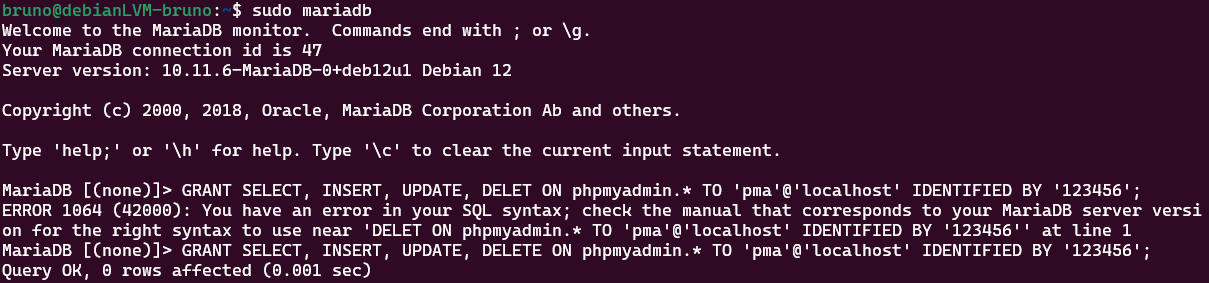 bruno@debianLVM-bruno:~$ sudo mariadb
Welcome to the MariaDB monitor.  Commands end with ; or \g.
Your MariaDB connection id is 47
Server version: 10.11.6-MariaDB-0+deb12u1 Debian 12

Copyright (c) 2000, 2018, Oracle, MariaDB Corporation Ab and others.

Type 'help;' or '\h' for help. Type '\c' to clear the current input statement.

MariaDB [(none)]> GRANT SELECT, INSERT, UPDATE, DELET ON phpmyadmin.* TO 'pma'@'localhost' IDENTIFIED BY '123456';
ERROR 1064 (42000): You have an error in your SQL syntax; check the manual that corresponds to your MariaDB server versi
on for the right syntax to use near 'DELET ON phpmyadmin.* TO 'pma'@'localhost' IDENTIFIED BY '123456'' at line 1
MariaDB [(none)]> GRANT SELECT, INSERT, UPDATE, DELETE ON phpmyadmin.* TO 'pma'@'localhost' IDENTIFIED BY '123456';
Query OK, 0 rows affected (0.001 sec)